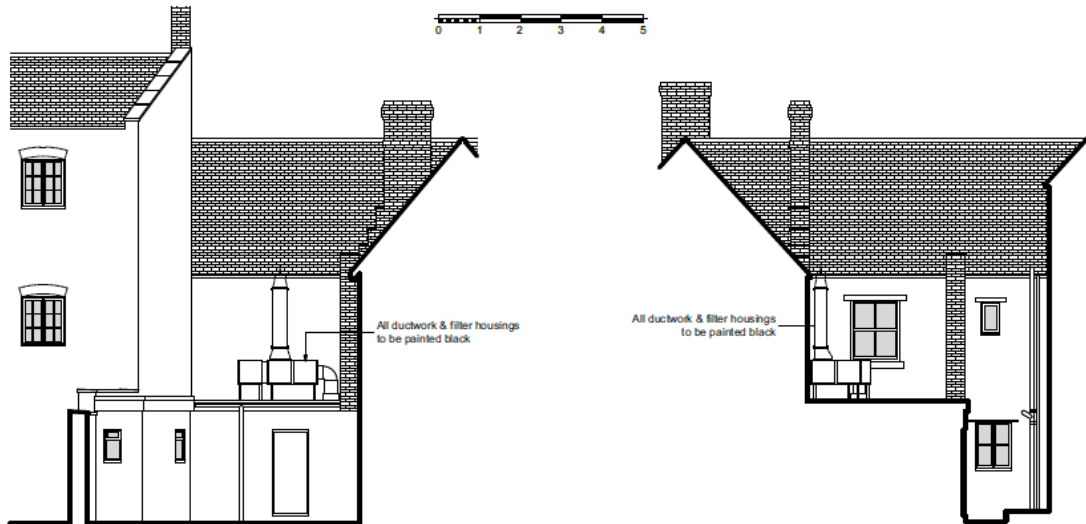 0 1 2 3 4 5
All ductwork & filter housings
to be painted black
All ductwork & filter housings
to be painted black